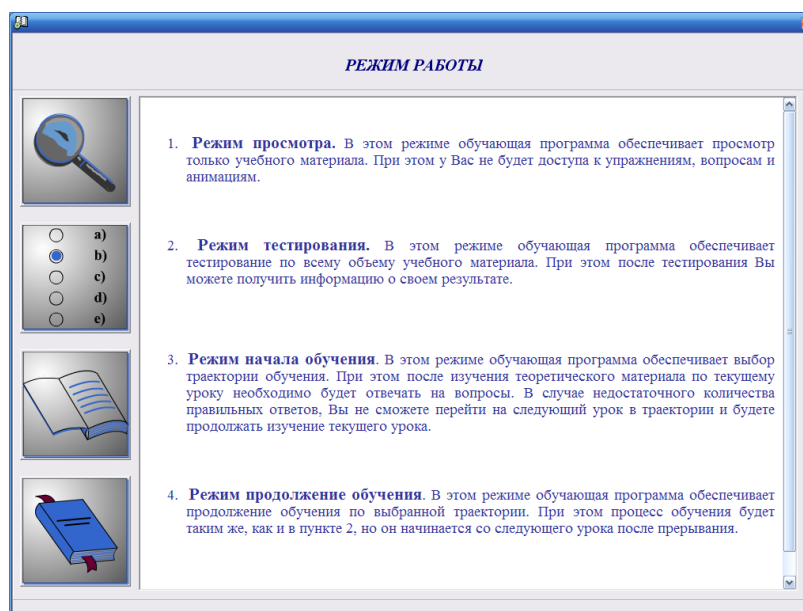 РЕЖИМ РАБОТЫ
a)
b)
c)
d)
e)
1. Режим просмотра. В этом режиме обучающая программа обеспечивает просмотр
только учебного материала. При этом у Вас не будет доступа к упражнениям, вопросам и
анимациям.
2. Режим тестирования. В этом режиме обучающая программа обеспечивает
тестирование по всему объему учебного материала. При этом после тестирования Вы
можете получить информацию о своем результате.
3. Режим начала обучения. В этом режиме обучающая программа обеспечивает выбор
траектории обучения. При этом после изучения теоретического материала по текущему
уроку необходимо будет отвечать на вопросы. В случае недостаточного количества
правильных ответов, Вы не сможете перейти на следующий урок в траектории и будете
продолжать изучение текущего урока.
4. Режим продолжение обучения. В этом режиме обучающая программа обеспечивает
продолжение обучения по выбранной траектории. При этом процесс обучения будет
таким же, как и в пункте 2, но он начинается со следующего урока после прерывания.